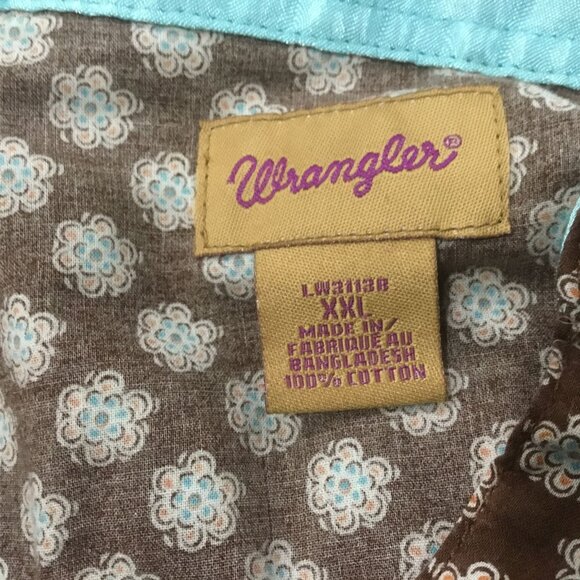 Wrangler®
LW3113B
XXL
MADE IN/
FABRIQUE AU
BANGLADESH
100% COTTON